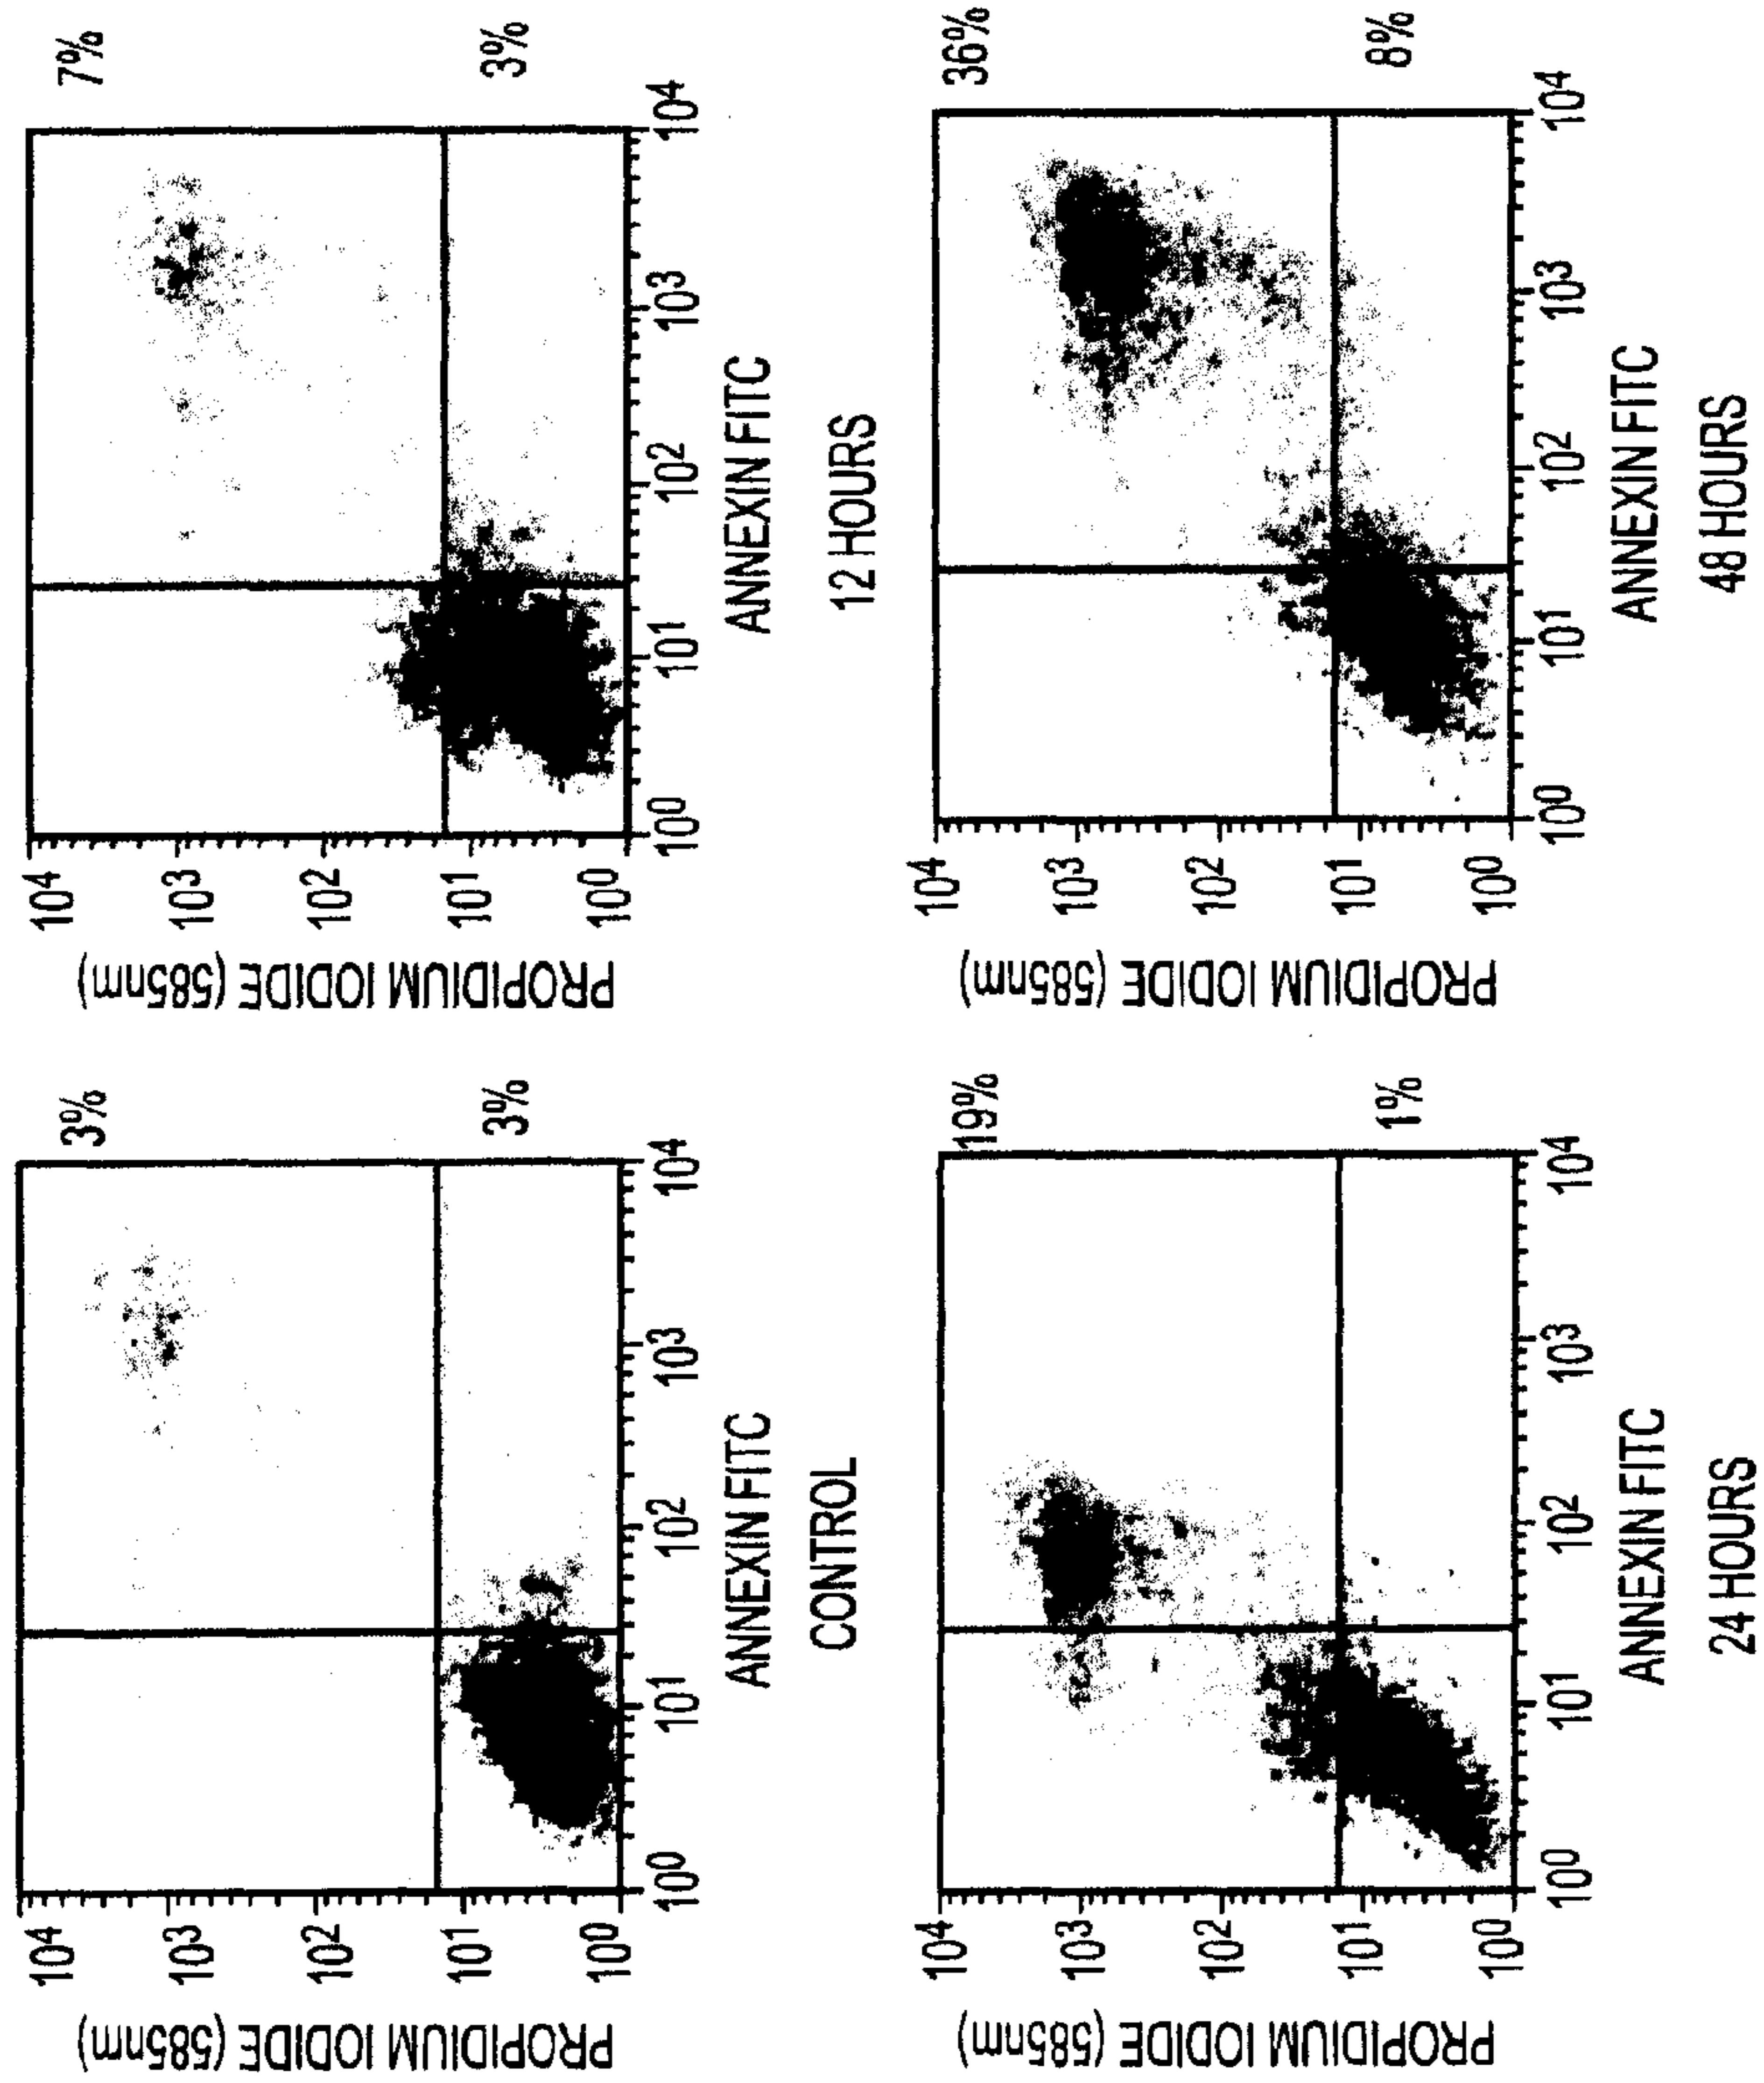 PROPIDIUM IODIDE (585nm)
10⁴
10³
10²
10¹
10⁰
10⁰ 10¹ 10² 10³ 10⁴
3%
3%
ANNEXIN FITC
CONTROL
PROPIDIUM IODIDE (585nm)
10⁴
10³
10²
10¹
10⁰
10⁰ 10¹ 10² 10³ 10⁴
7%
3%
ANNEXIN FITC
12 HOURS
PROPIDIUM IODIDE (585nm)
10⁴
10³
10²
10¹
10⁰
10⁰ 10¹ 10² 10³ 10⁴
19%
1%
ANNEXIN FITC
24 HOURS
PROPIDIUM IODIDE (585nm)
10⁴
10³
10²
10¹
10⁰
10⁰ 10¹ 10² 10³ 10⁴
36%
8%
ANNEXIN FITC
48 HOURS